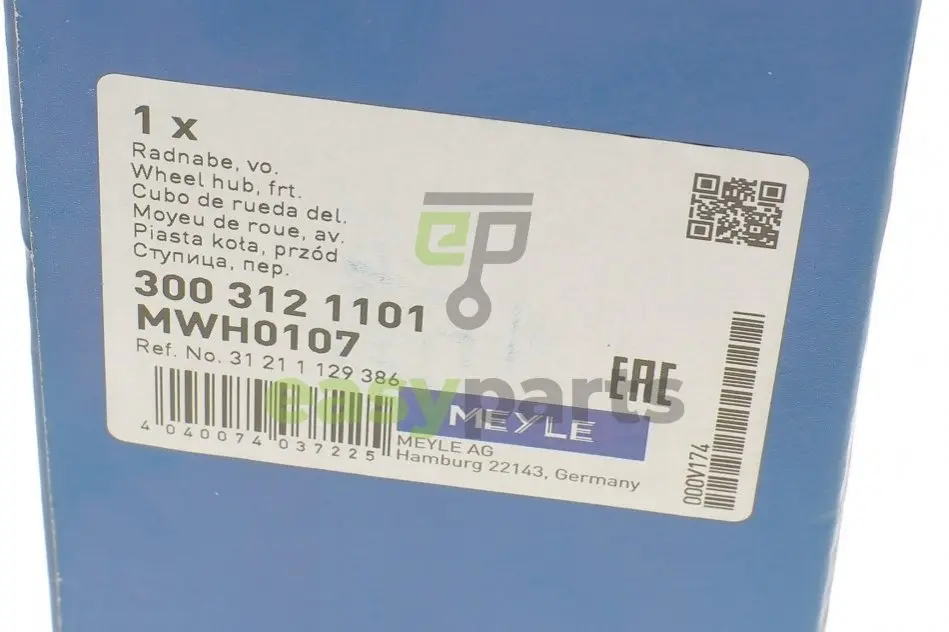 1 x
Radnabe, vo.
Wheel hub, frt.
Cubo de rueda del.
Moyeu de roue, av.
Piasta koła, przód
Ступица, пер.
300 312 1101
MWH0107
Ref. No. 31 21 1 129 386
4 040074 037225
MEYLE
MEYLE AG
Hamburg 22143, Germany
EAC
000V174
ep
easyparts